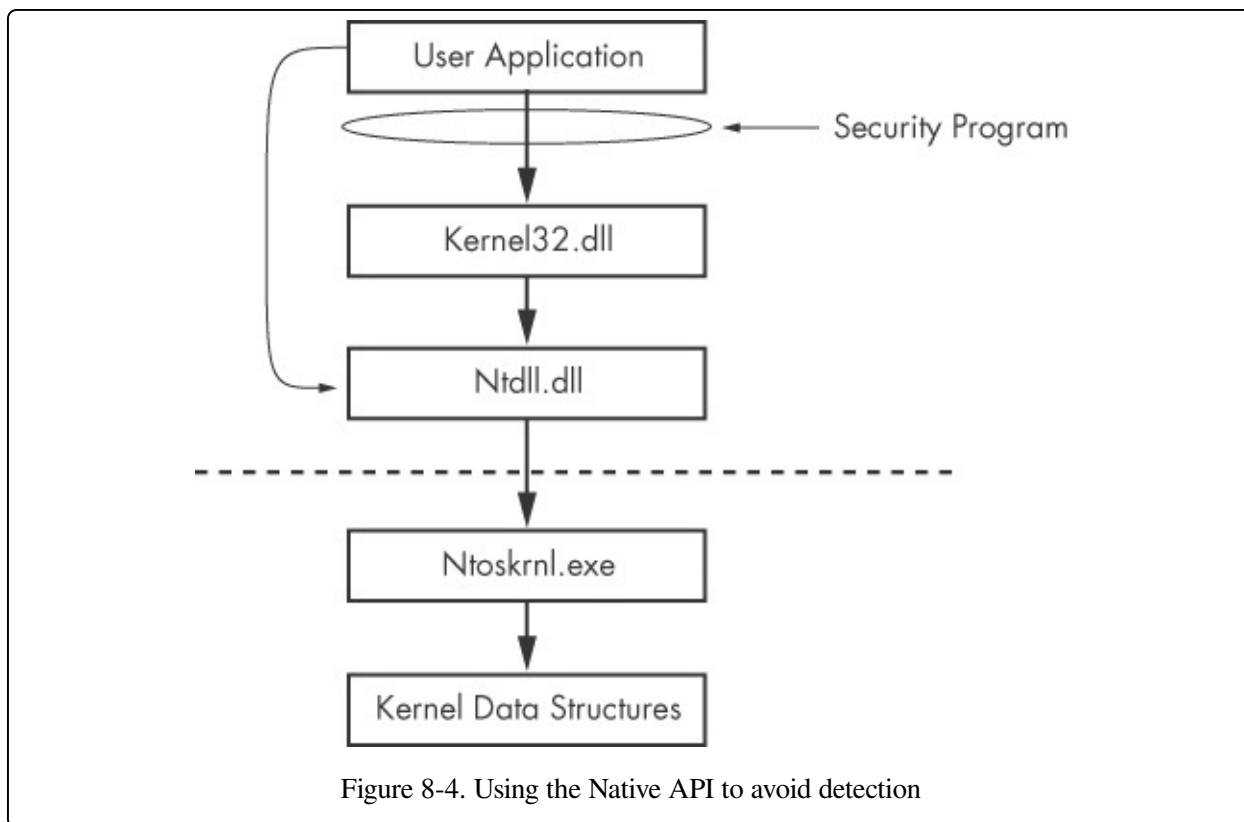 User Application
Security Program
Kernel32.dll
Ntdll.dll
Ntoskrnl.exe
Kernel Data Structures
Figure 8-4. Using the Native API to avoid detection